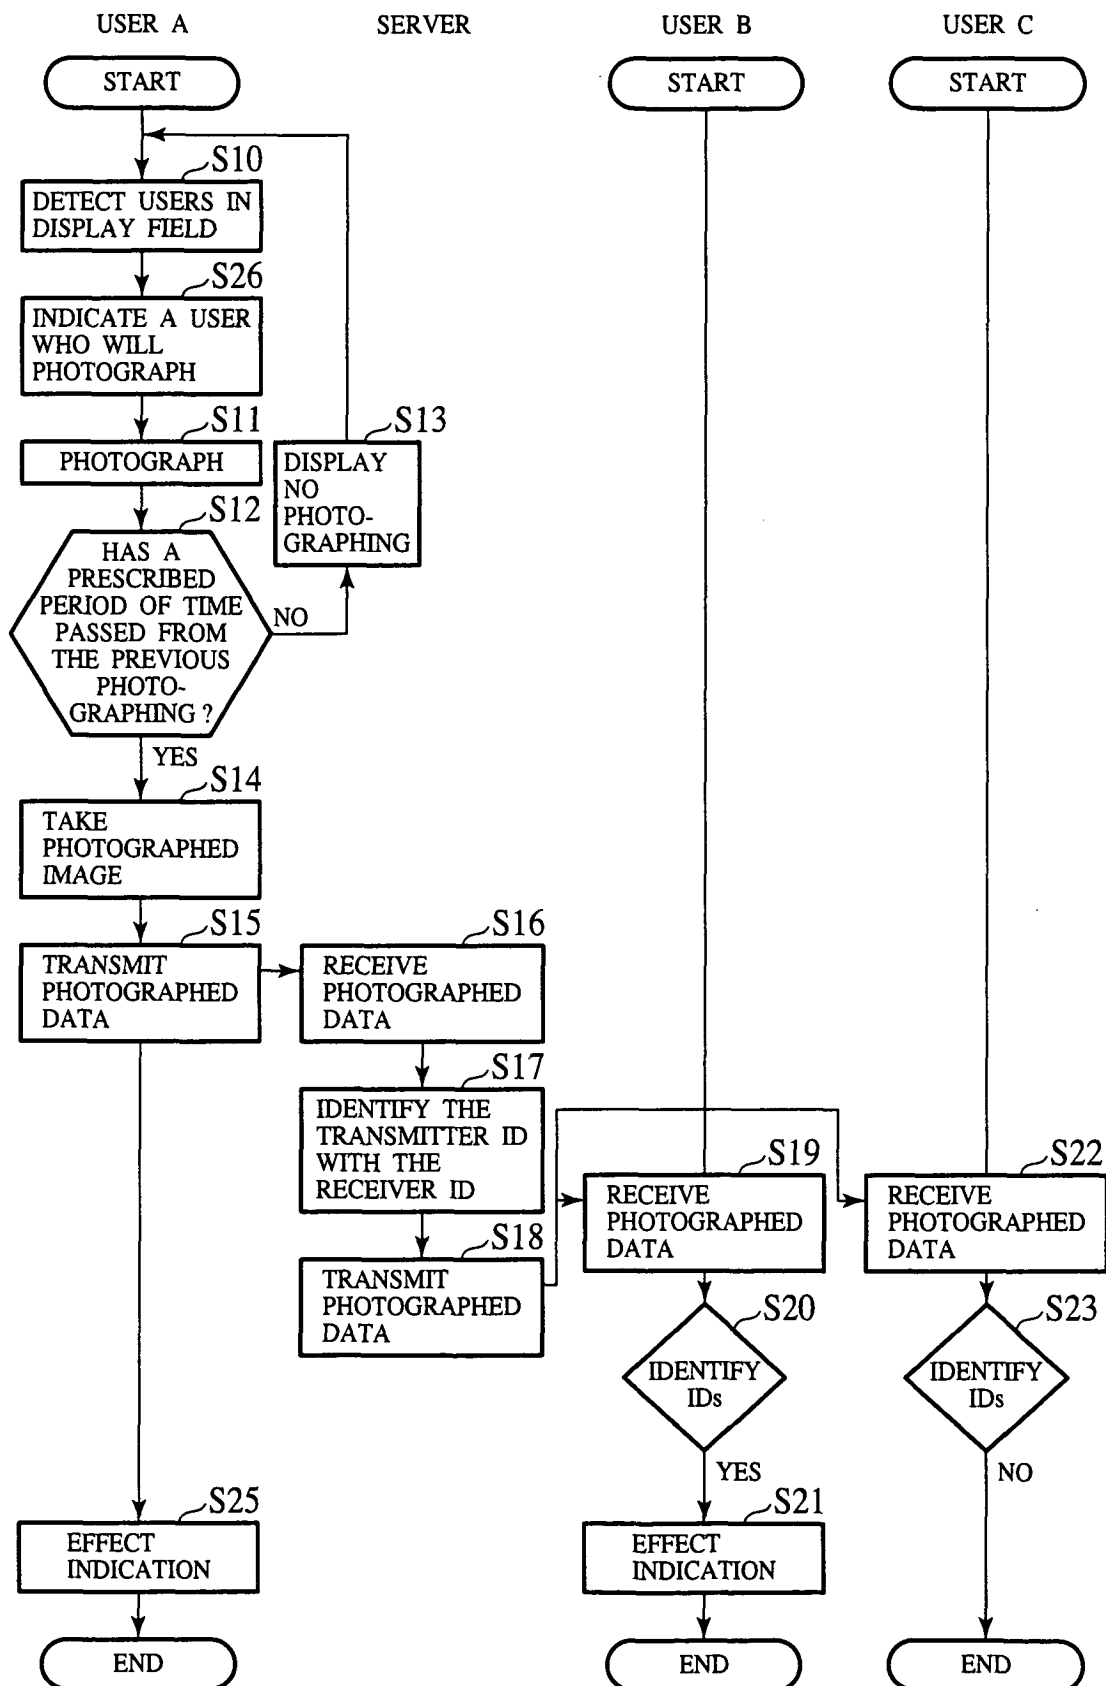 USER A SERVER USER B USER C
START START START
S10
DETECT USERS IN
DISPLAY FIELD
S26
INDICATE A USER
WHO WILL
PHOTOGRAPH
S11
PHOTOGRAPH
S13
DISPLAY
NO
PHOTO-
GRAPHING
S12
HAS A
PRESCRIBED
PERIOD OF TIME
PASSED FROM
THE PREVIOUS
PHOTO-
GRAPHING ?
NO
YES
S14
TAKE
PHOTOGRAPHED
IMAGE
S15
TRANSMIT
PHOTOGRAPHED
DATA
S16
RECEIVE
PHOTOGRAPHED
DATA
S17
IDENTIFY THE
TRANSMITTER ID
WITH THE
RECEIVER ID
S18
TRANSMIT
PHOTOGRAPHED
DATA
S19
RECEIVE
PHOTOGRAPHED
DATA
S22
RECEIVE
PHOTOGRAPHED
DATA
S20
IDENTIFY
IDs
YES
S23
IDENTIFY
IDs
NO
S25
EFFECT
INDICATION
S21
EFFECT
INDICATION
END END END